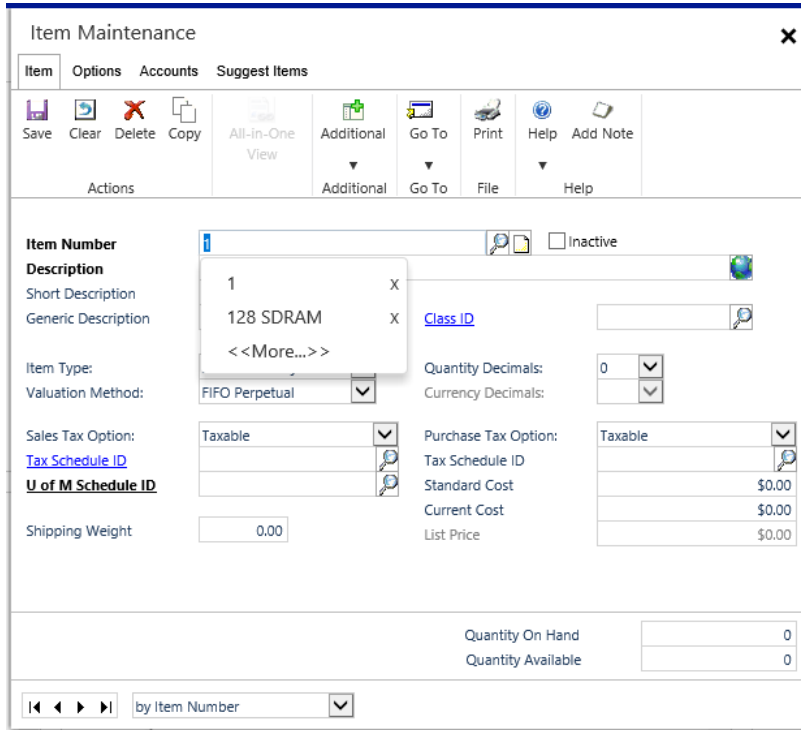 Item Maintenance
Item Options Accounts Suggest Items
Save Clear Delete Copy All-in-One View Additional Go To Print Help Add Note
Actions Additional Go To File Help
Item Number 1 Inactive
Description
Short Description
Generic Description Class ID
1 x
128 SDRAM x
<<More...>>
Item Type: Quantity Decimals: 0
Valuation Method: FIFO Perpetual Currency Decimals:
Sales Tax Option: Taxable Purchase Tax Option: Taxable
Tax Schedule ID Tax Schedule ID
U of M Schedule ID Standard Cost $0.00
Current Cost $0.00
Shipping Weight 0.00 List Price $0.00
Quantity On Hand 0
Quantity Available 0
by Item Number